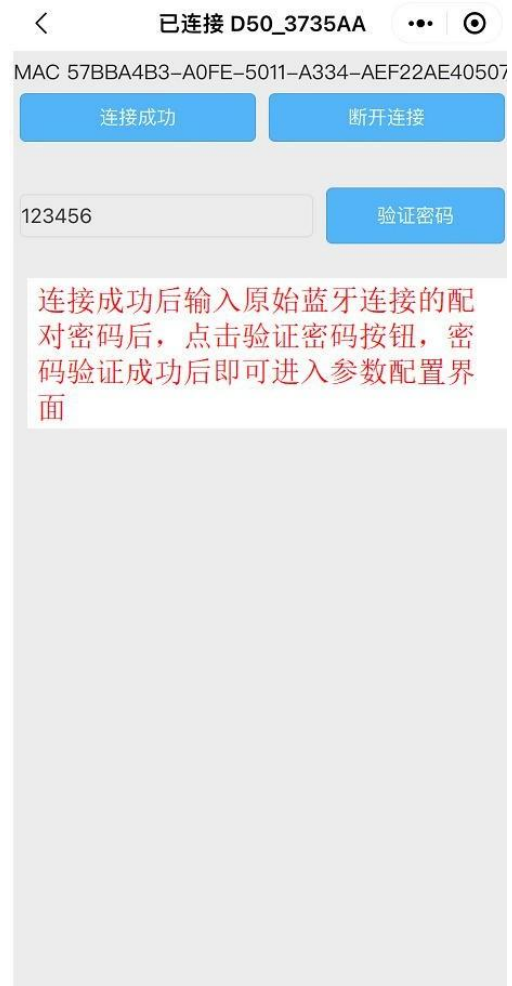 已连接 D50_3735AA
MAC 57BBA4B3-A0FE-5011-A334-AEF22AE40507
连接成功
断开连接
123456
验证密码
连接成功后输入原始蓝牙连接的配
对密码后，点击验证密码按钮，密
码验证成功后即可进入参数配置界
面